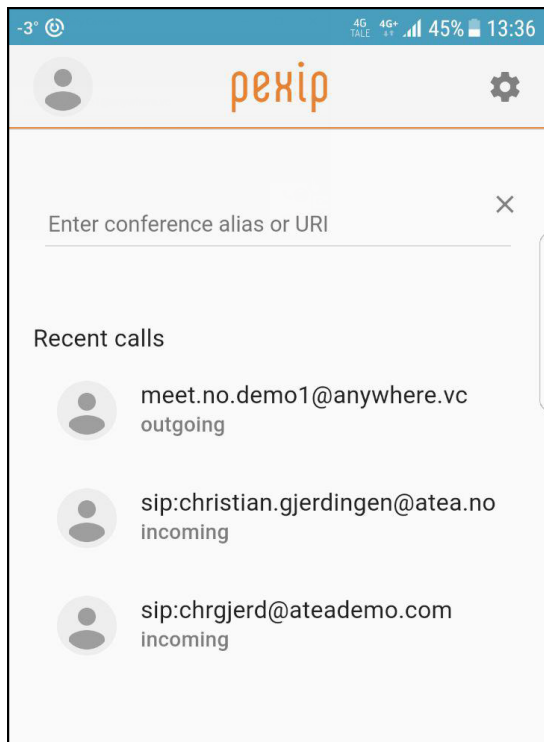 -3° 4G TALE 4G+ 45% 13:36
pexip
Enter conference alias or URI
Recent calls
meet.no.demo1@anywhere.vc
outgoing
sip:christian.gjerdingen@atea.no
incoming
sip:chrgjerd@ateademo.com
incoming